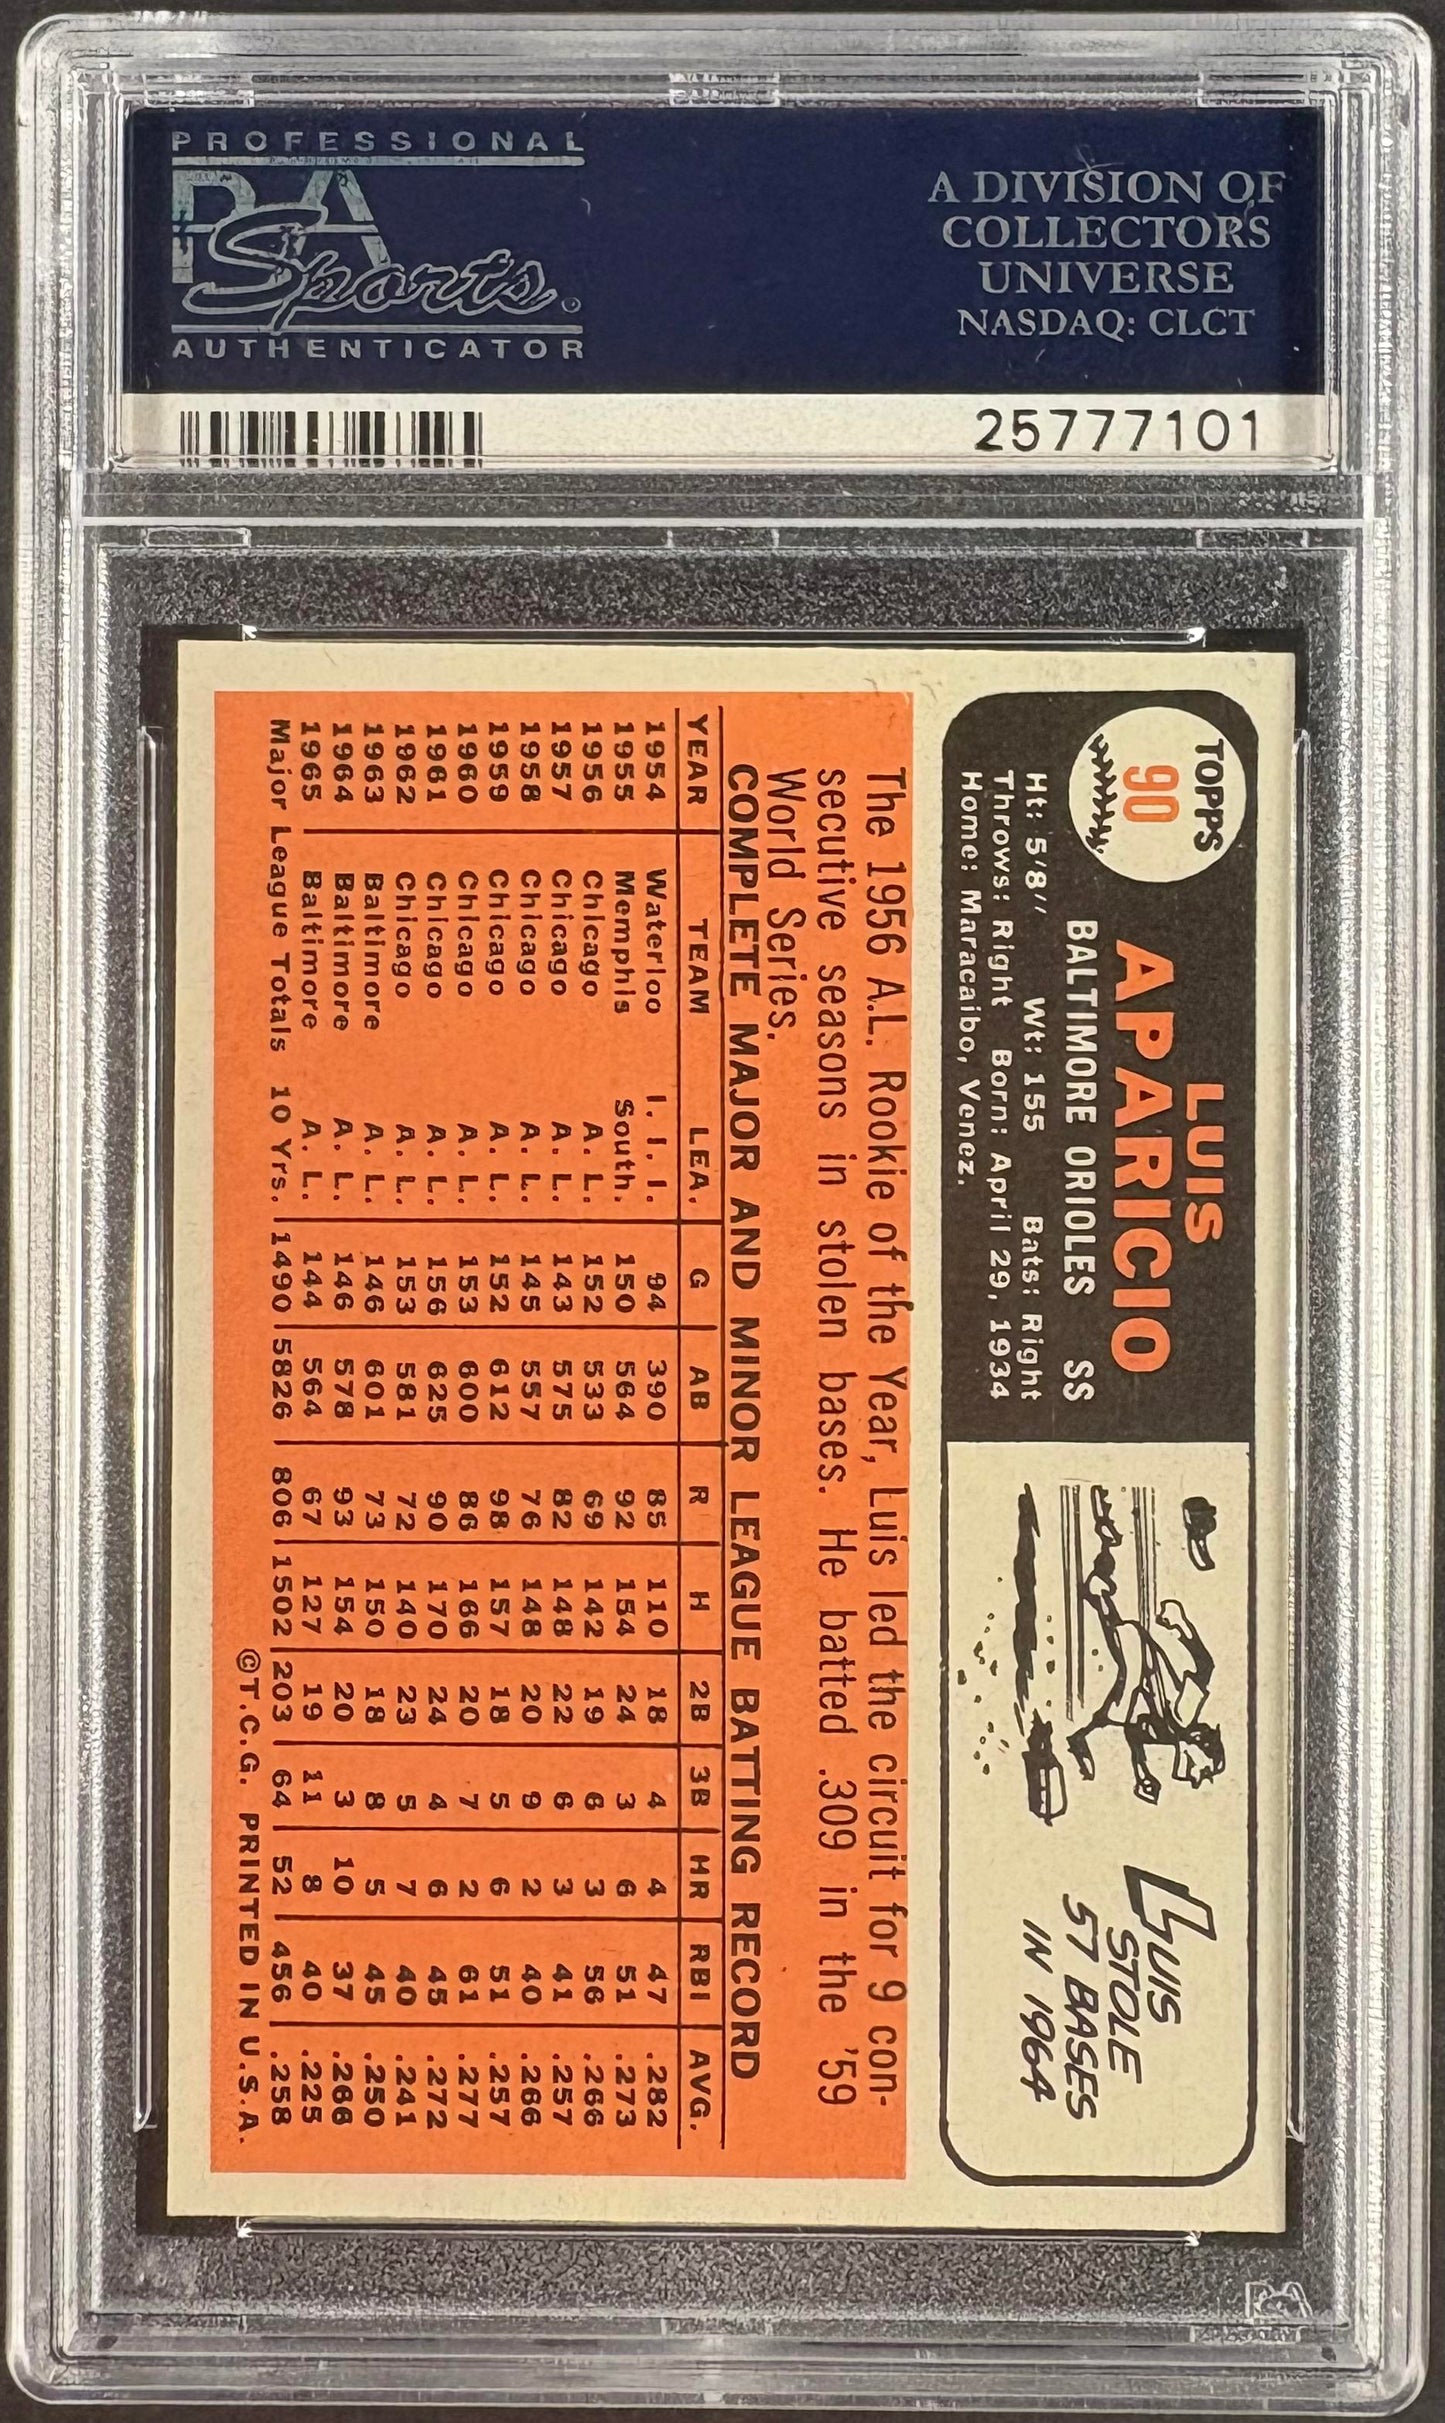 PROFESSIONAL
PSA
Sports
AUTHENTICATOR
A DIVISION OF
COLLECTORS
UNIVERSE
NASDAQ: CLCT
25777101
TOPPS
90
LUIS
APARICIO
BALTIMORE ORIOLES SS
Ht: 5'8'' Wt: 155 Bats: Right
Throws: Right Born: April 29, 1934
Home: Maracaibo, Venez.
LUIS
STOLE
57 BASES
IN 1964
The 1956 A.L. Rookie of the Year, Luis led the circuit for 9 con-
secutive seasons in stolen bases. He batted .309 in the '59
World Series.
COMPLETE MAJOR AND MINOR LEAGUE BATTING RECORD
YEAR TEAM LEA. G AB R H 2B 3B HR RBI AVG.
1954 Waterloo I. I. I. 94 390 85 110 18 4 4 47 .282
1955 Memphis South. 150 564 92 154 24 3 6 51 .273
1956 Chicago A. L. 152 533 69 142 19 6 3 56 .266
1957 Chicago A. L. 143 575 82 148 22 6 3 41 .257
1958 Chicago A. L. 145 557 76 148 20 9 2 40 .266
1959 Chicago A. L. 152 612 98 157 18 5 6 51 .257
1960 Chicago A. L. 153 600 86 166 20 7 2 61 .277
1961 Chicago A. L. 156 625 90 170 24 4 6 45 .272
1962 Chicago A. L. 153 581 72 140 23 5 7 40 .241
1963 Baltimore A. L. 146 601 73 150 18 8 5 45 .250
1964 Baltimore A. L. 146 578 93 154 20 3 10 37 .266
1965 Baltimore A. L. 144 564 67 127 19 11 8 40 .225
Major League Totals 10 Yrs. 1490 5826 806 1502 203 64 52 456 .258
©T.C.G. PRINTED IN U.S.A.
PSA